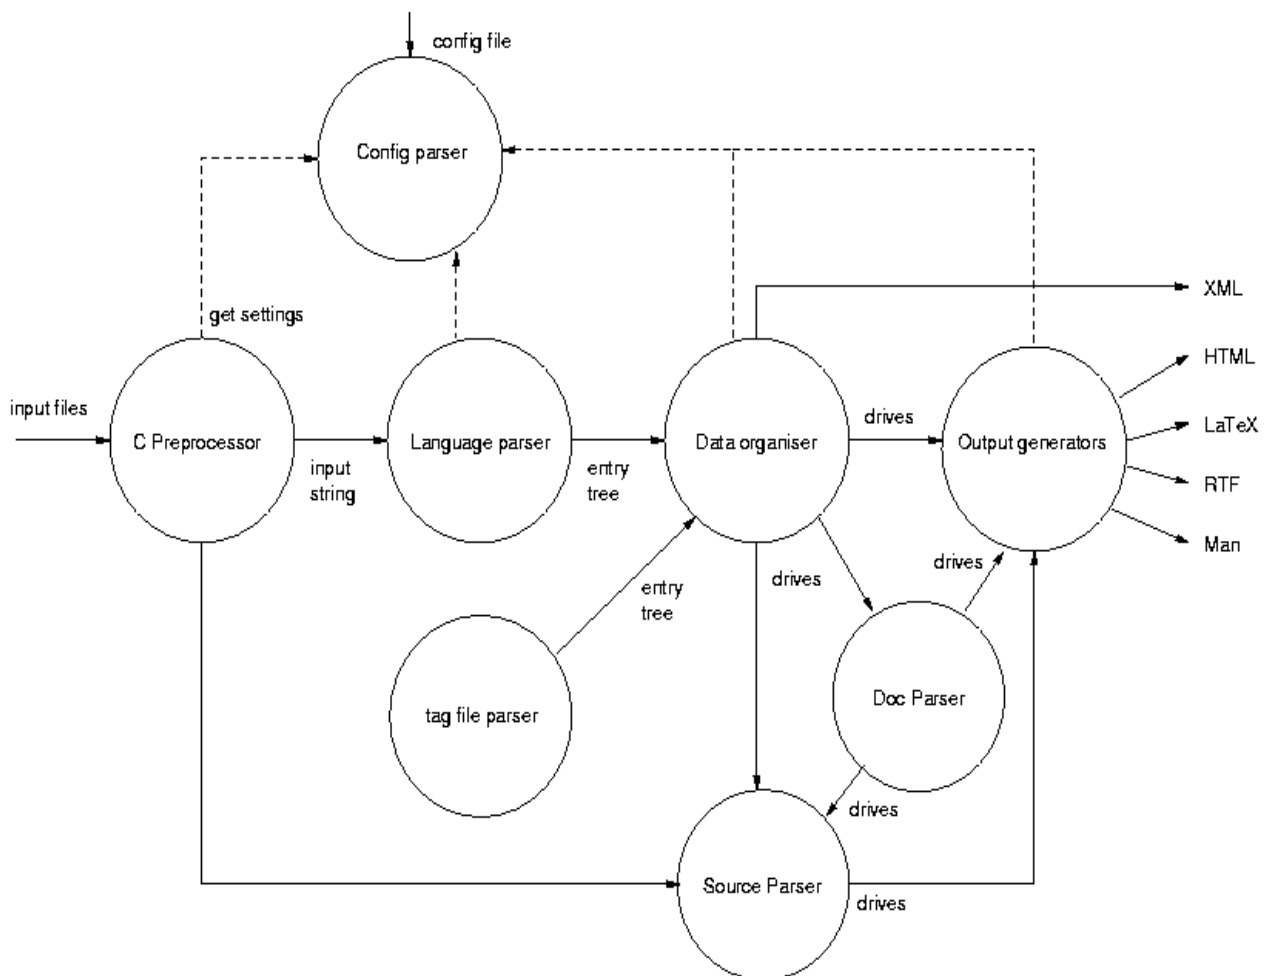 config file
Config parser
get settings
XML
HTML
input files
C Preprocessor
Language parser
Data organiser
drives
Output generators
LaTeX
input
string
entry
tree
RTF
Man
drives
drives
entry
tree
tag file parser
Doc Parser
drives
Source Parser
drives